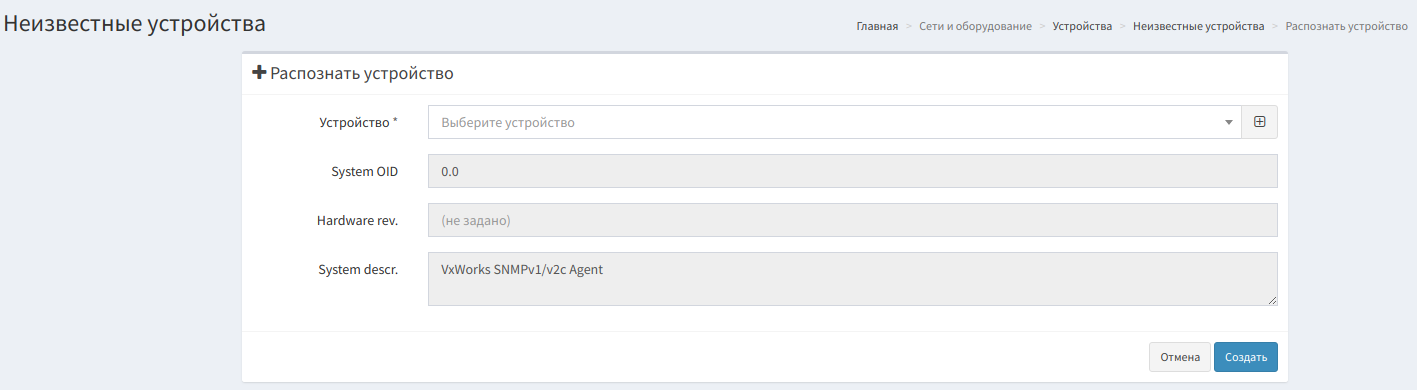 Неизвестные устройства
Главная > Сети и оборудование > Устройства > Неизвестные устройства > Распознать устройство
Распознать устройство
Устройство * Выберите устройство
System OID 0.0
Hardware rev. (не задано)
System descr. VxWorks SNMPv1/v2c Agent
Отмена Создать